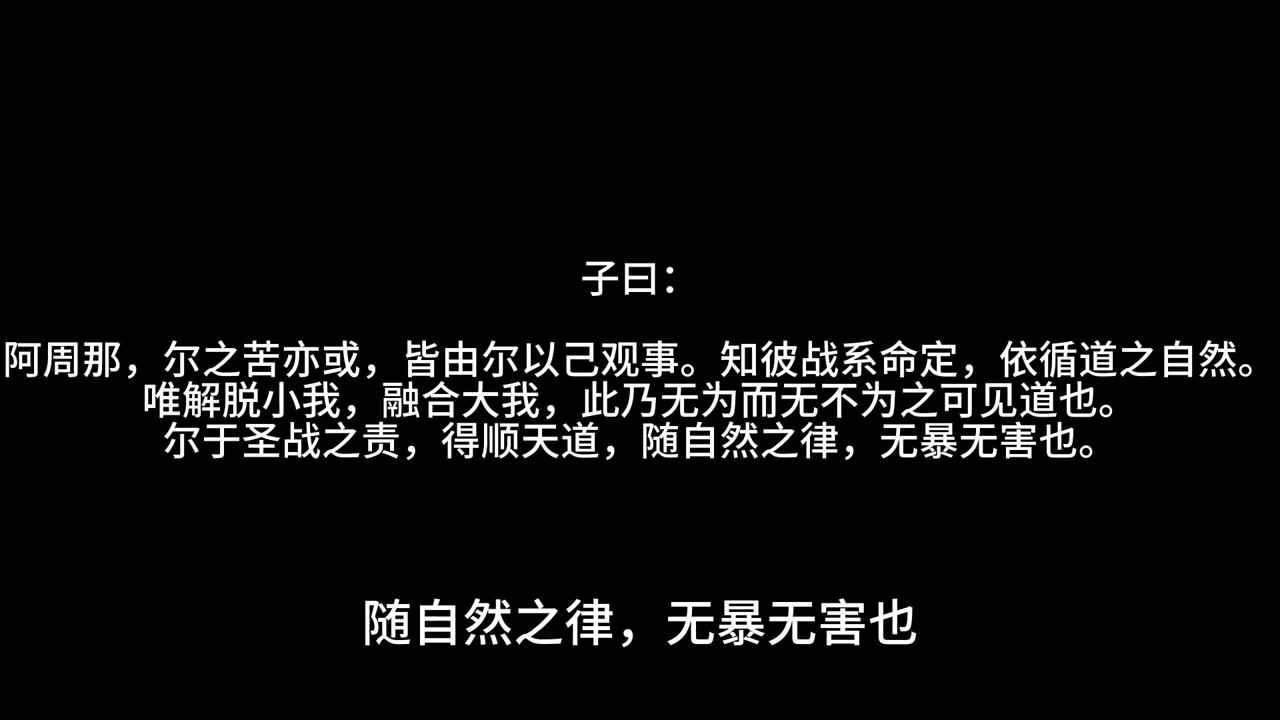 子曰：
阿周那，尔之苦亦或，皆由尔以己观事。知彼战系命定，依循道之自然。
唯解脱小我，融合大我，此乃无为而无不为之可见道也。
尔于圣战之责，得顺天道，随自然之律，无暴无害也。
随自然之律，无暴无害也